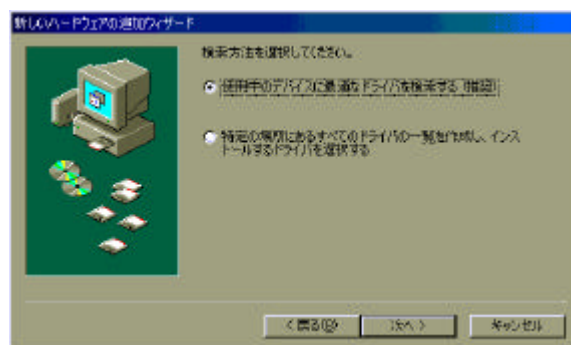 新しいハードウェアの追加ウィザード
検索方法を選択してください。
使用中のデバイスに最適なドライバを検索する（推奨）
特定の場所にあるすべてのドライバの一覧を作成し、インス
トールするドライバを選択する
< 戻る(B)
次へ >
キャンセル